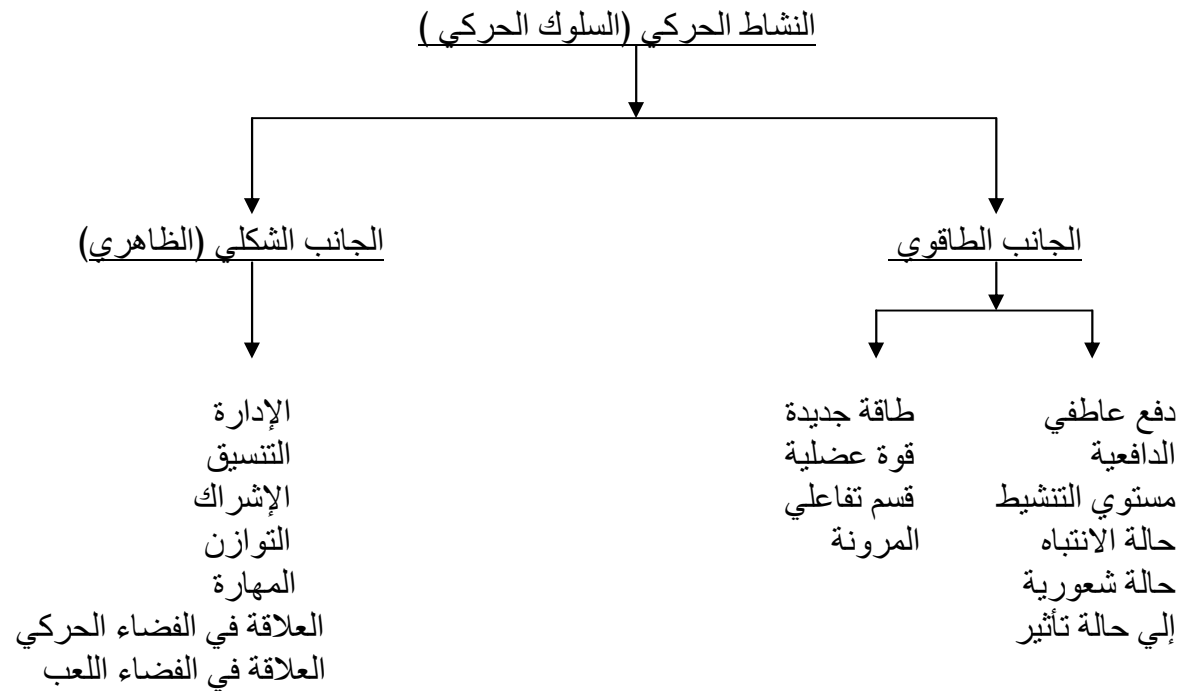 النشاط الحركي (السلوك الحركي )
الجانب الطاقوي
الجانب الشكلي (الظاهري)
دفع عاطفي
الدافعية
مستوي التنشيط
حالة الانتباه
حالة شعورية
إلي حالة تأثير
طاقة جديدة
قوة عضلية
قسم تفاعلي
المرونة
الإدارة
التنسيق
الإشراك
التوازن
المهارة
العلاقة في الفضاء الحركي
العلاقة في الفضاء اللعب